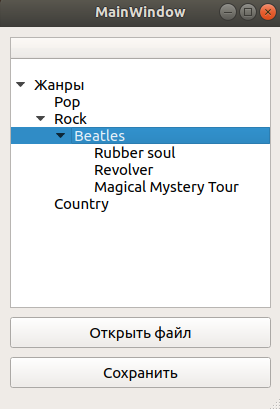 MainWindow
Жанры
Pop
Rock
Beatles
Rubber soul
Revolver
Magical Mystery Tour
Country
Открыть файл
Сохранить